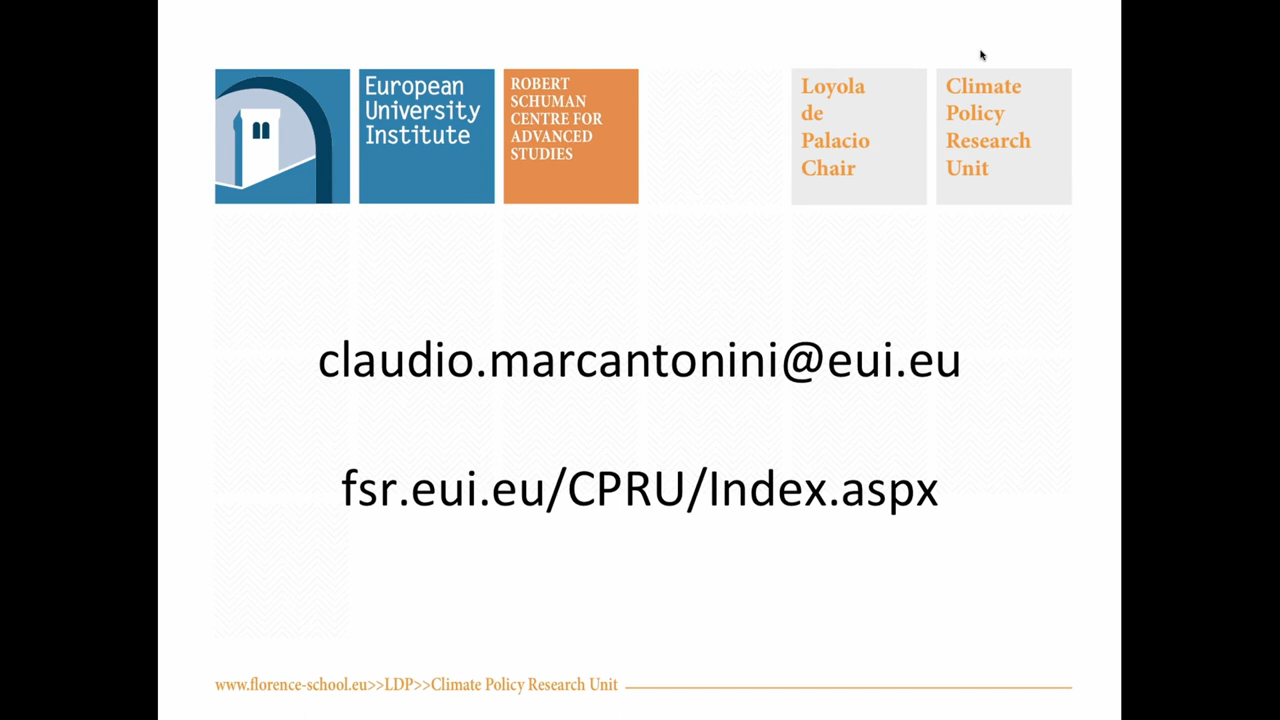 European
University
Institute
ROBERT
SCHUMAN
CENTRE FOR
ADVANCED
STUDIES
Loyola
de
Palacio
Chair
Climate
Policy
Research
Unit
claudio.marcantonini@eui.eu
fsr.eui.eu/CPRU/Index.aspx
www.florence-school.eu>>LDP>>Climate Policy Research Unit